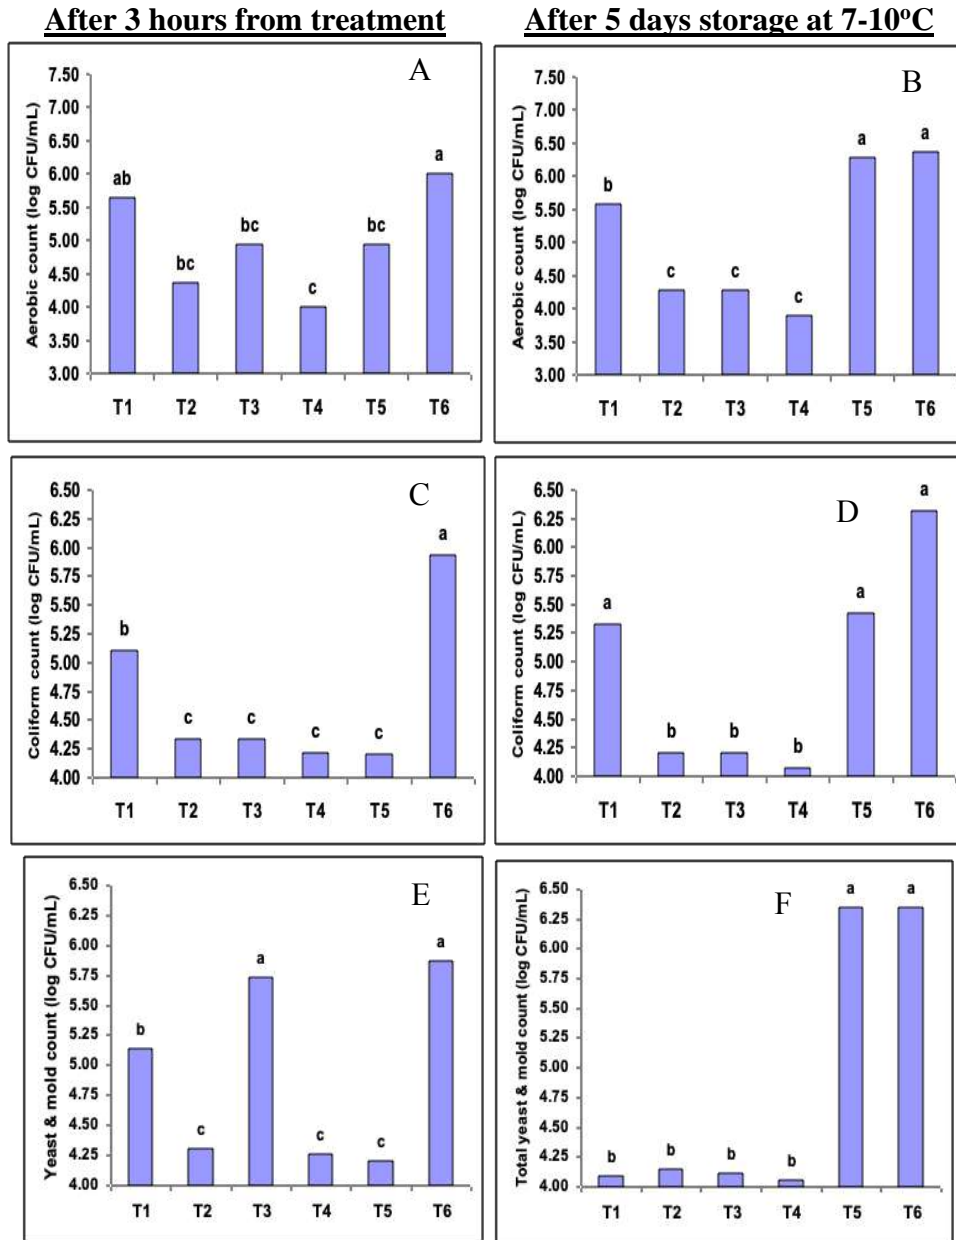 After 3 hours from treatment
After 5 days storage at 7-10ºC
A
Aerobic count (log CFU/mL)
7.50
7.00
6.50
6.00
5.50
5.00
4.50
4.00
3.50
3.00
ab
bc
bc
c
bc
a
T1 T2 T3 T4 T5 T6
B
Aerobic count (log CFU/mL)
7.50
7.00
6.50
6.00
5.50
5.00
4.50
4.00
3.50
3.00
b
c
c
c
a
a
T1 T2 T3 T4 T5 T6
C
Coliform count (log CFU/mL)
6.50
6.25
6.00
5.75
5.50
5.25
5.00
4.75
4.50
4.25
4.00
b
c
c
c
c
a
T1 T2 T3 T4 T5 T6
D
Coliform count (log CFU/mL)
6.50
6.25
6.00
5.75
5.50
5.25
5.00
4.75
4.50
4.25
4.00
a
b
b
b
a
a
T1 T2 T3 T4 T5 T6
E
Yeast & mold count (log CFU/mL)
6.50
6.25
6.00
5.75
5.50
5.25
5.00
4.75
4.50
4.25
4.00
b
c
a
c
c
a
T1 T2 T3 T4 T5 T6
F
Total yeast & mold count (log CFU/mL)
6.50
6.25
6.00
5.75
5.50
5.25
5.00
4.75
4.50
4.25
4.00
b
b
b
b
a
a
T1 T2 T3 T4 T5 T6